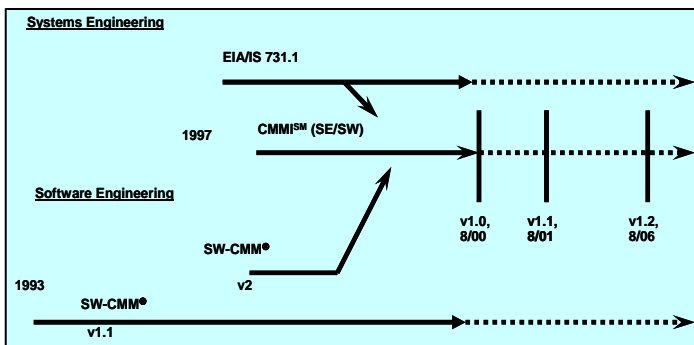 Systems Engineering
EIA/IS 731.1
1997
CMMI℠ (SE/SW)
Software Engineering
v1.0,
8/00
v1.1,
8/01
v1.2,
8/06
SW-CMM®
v2
1993
SW-CMM®
v1.1